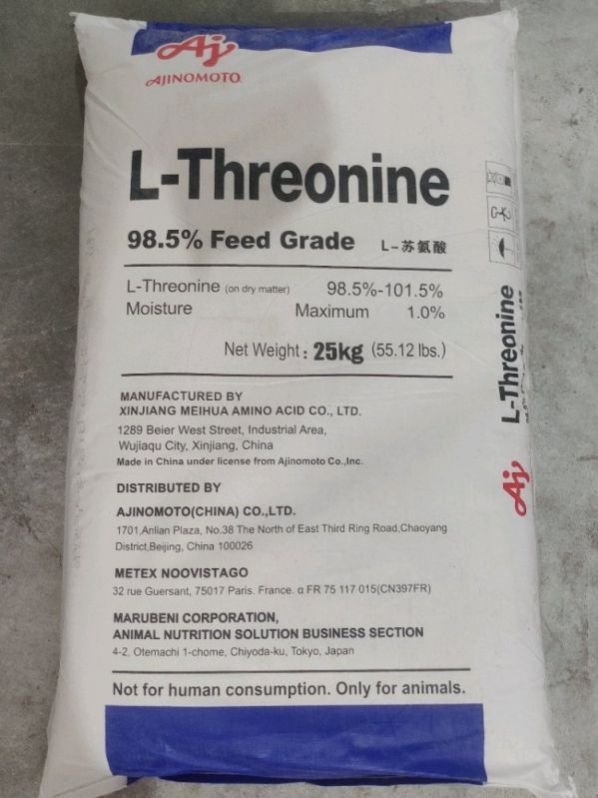 Aj
AJINOMOTO
L-Threonine
98.5% Feed Grade L-苏氨酸
L-Threonine (on dry matter) 98.5%-101.5%
Moisture Maximum 1.0%
Net Weight: 25kg (55.12 lbs.)
MANUFACTURED BY
XINJIANG MEIHUA AMINO ACID CO., LTD.
1289 Beier West Street, Industrial Area,
Wujiaqu City, Xinjiang, China
Made in China under license from Ajinomoto Co.,Inc.
DISTRIBUTED BY
AJINOMOTO(CHINA) CO.,LTD.
1701,Anlian Plaza, No.38 The North of East Third Ring Road,Chaoyang
District,Beijing, China 100026
METEX NOOVISTAGO
32 rue Guersant, 75017 Paris. France. α FR 75 117 015(CN397FR)
MARUBENI CORPORATION,
ANIMAL NUTRITION SOLUTION BUSINESS SECTION
4-2, Otemachi 1-chome, Chiyoda-ku, Tokyo, Japan
Not for human consumption. Only for animals.
Aj
L-Threonine